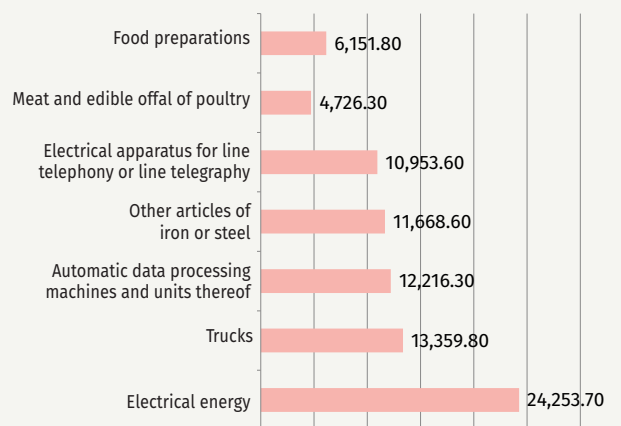 Food preparations
6,151.80
Meat and edible offal of poultry
4,726.30
Electrical apparatus for line
telephony or line telegraphy
10,953.60
Other articles of
iron or steel
11,668.60
Automatic data processing
machines and units thereof
12,216.30
Trucks
13,359.80
Electrical energy
24,253.70